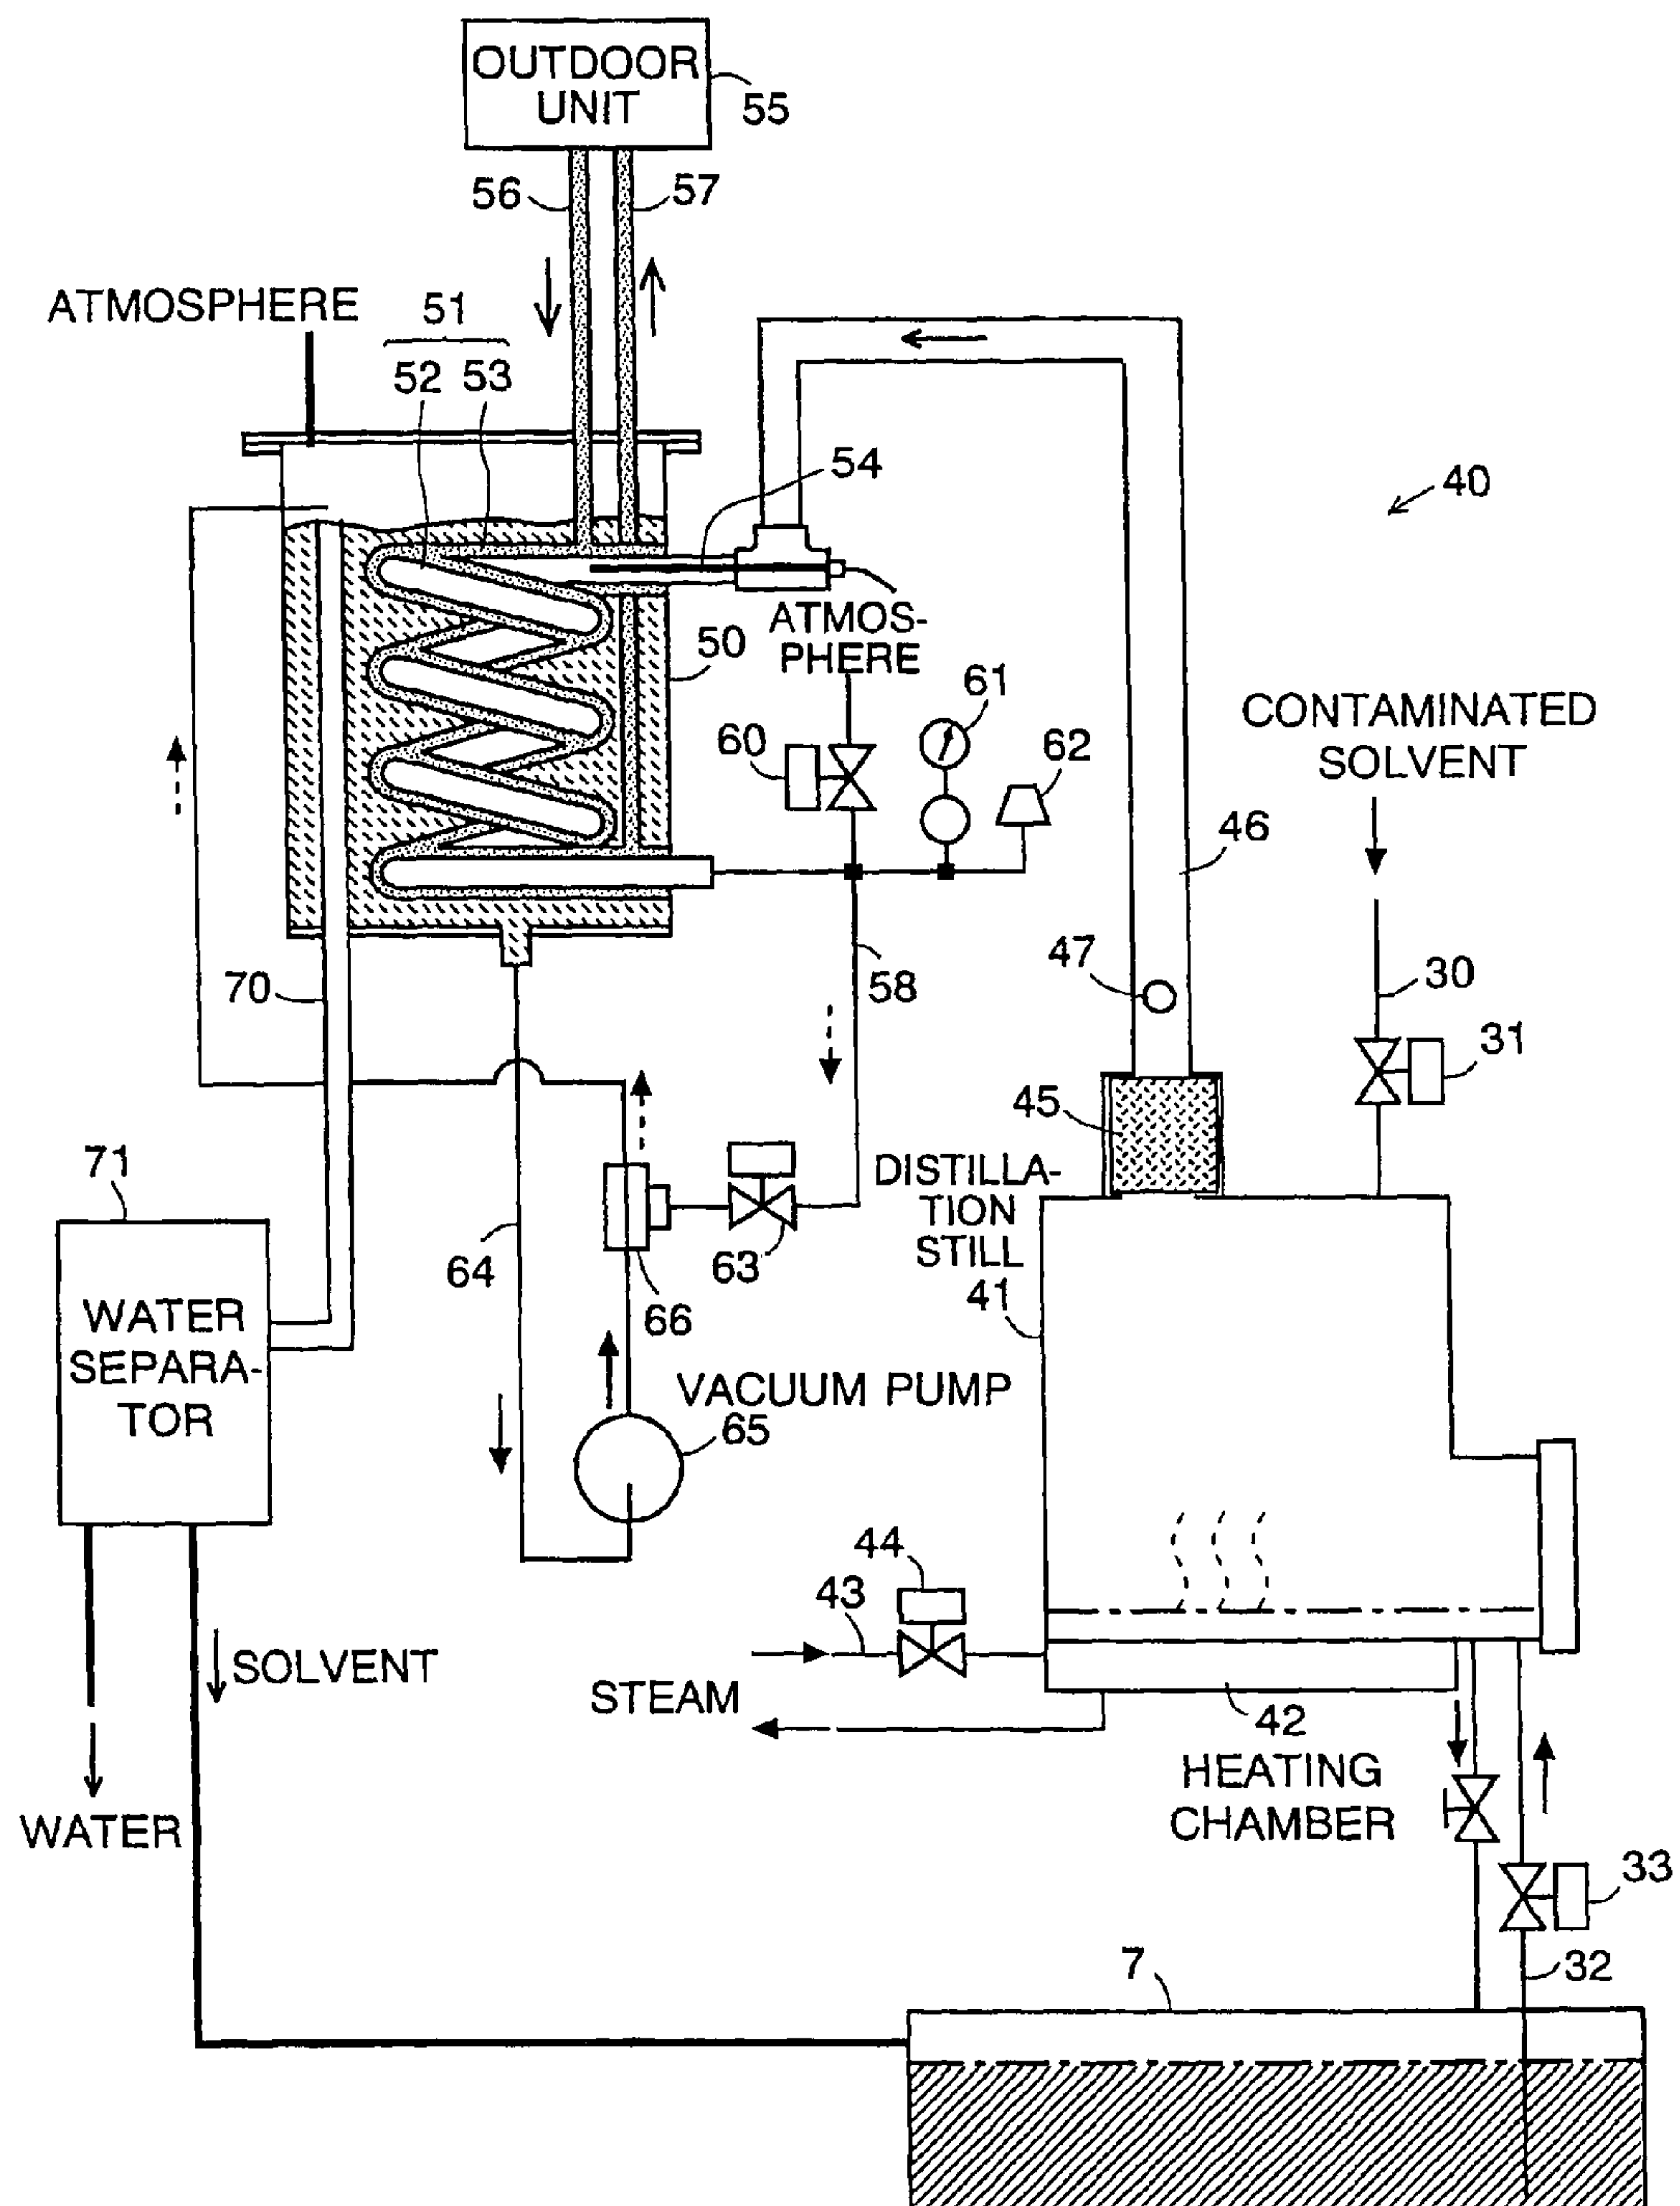 OUTDOOR
UNIT
55
56
57
ATMOSPHERE
51
52 53
54
40
ATMOS-
PHERE
50
61
60
62
CONTAMINATED
SOLVENT
46
47
58
30
70
31
45
71
DISTILLA-
TION
STILL
64
63
41
66
WATER
SEPARA-
TOR
VACUUM PUMP
65
44
43
SOLVENT
STEAM
42
HEATING
CHAMBER
WATER
33
7
32